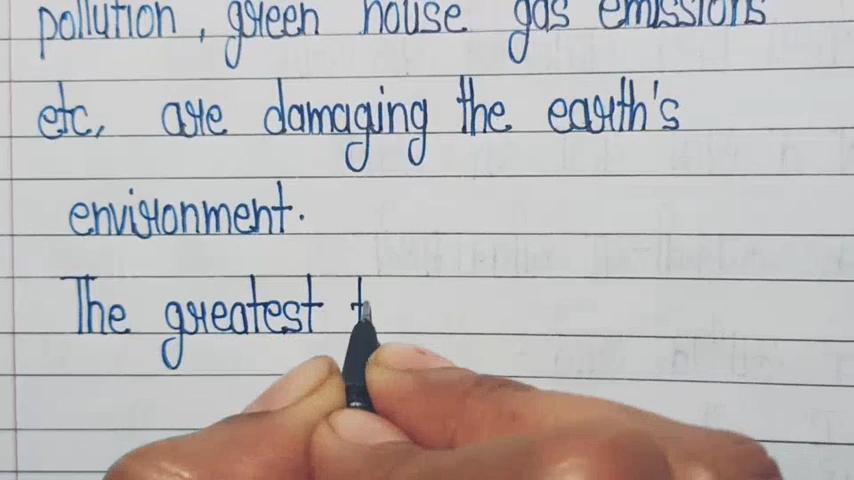 pollution, green house gas emissions
etc, are damaging the earth's
environment.
The greatest t